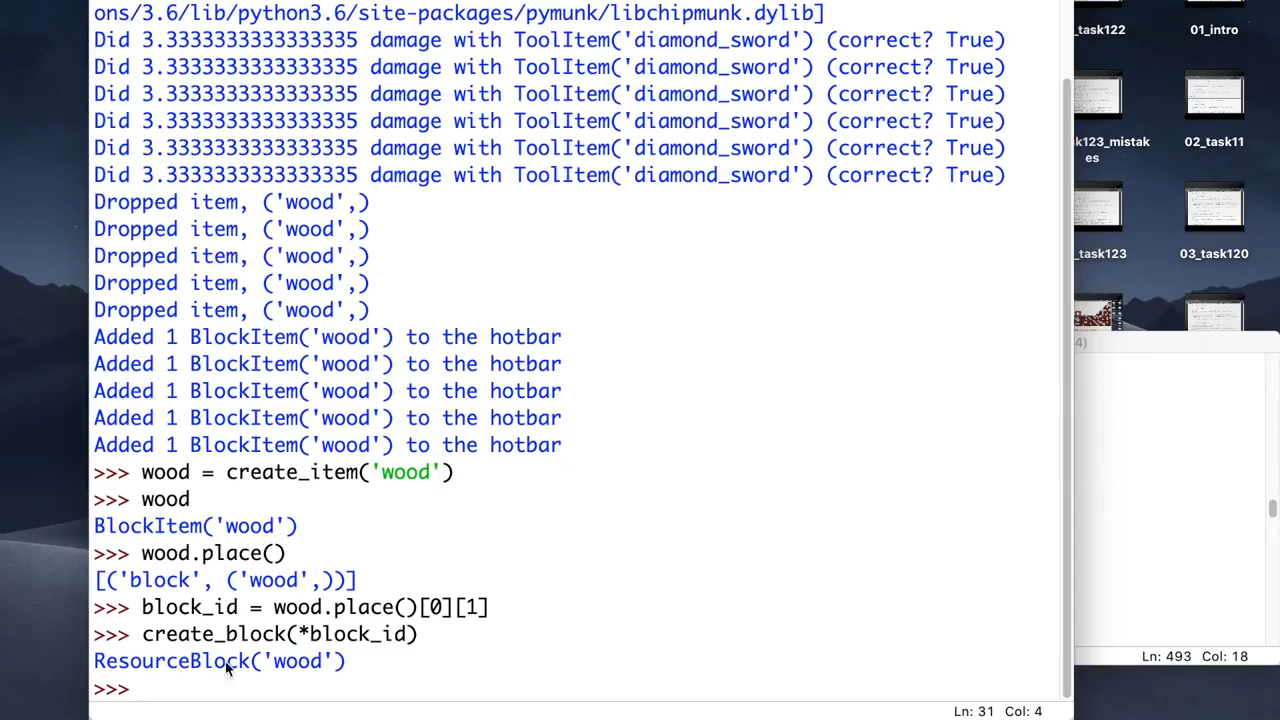 ons/3.6/lib/python3.6/site-packages/pymunk/libchipmunk.dylib]
Did 3.3333333333333335 damage with ToolItem('diamond_sword') (correct? True)
Did 3.3333333333333335 damage with ToolItem('diamond_sword') (correct? True)
Did 3.3333333333333335 damage with ToolItem('diamond_sword') (correct? True)
Did 3.3333333333333335 damage with ToolItem('diamond_sword') (correct? True)
Did 3.3333333333333335 damage with ToolItem('diamond_sword') (correct? True)
Did 3.3333333333333335 damage with ToolItem('diamond_sword') (correct? True)
Dropped item, ('wood',)
Dropped item, ('wood',)
Dropped item, ('wood',)
Dropped item, ('wood',)
Dropped item, ('wood',)
Added 1 BlockItem('wood') to the hotbar
Added 1 BlockItem('wood') to the hotbar
Added 1 BlockItem('wood') to the hotbar
Added 1 BlockItem('wood') to the hotbar
Added 1 BlockItem('wood') to the hotbar
>>> wood = create_item('wood')
>>> wood
BlockItem('wood')
>>> wood.place()
[('block', ('wood',))]
>>> block_id = wood.place()[0][1]
>>> create_block(*block_id)
ResourceBlock('wood')
>>>
Ln: 31 Col: 4
_task122
01_intro
k123_mistak
es
02_task11
_task123
03_task120
4)
Ln: 493 Col: 18